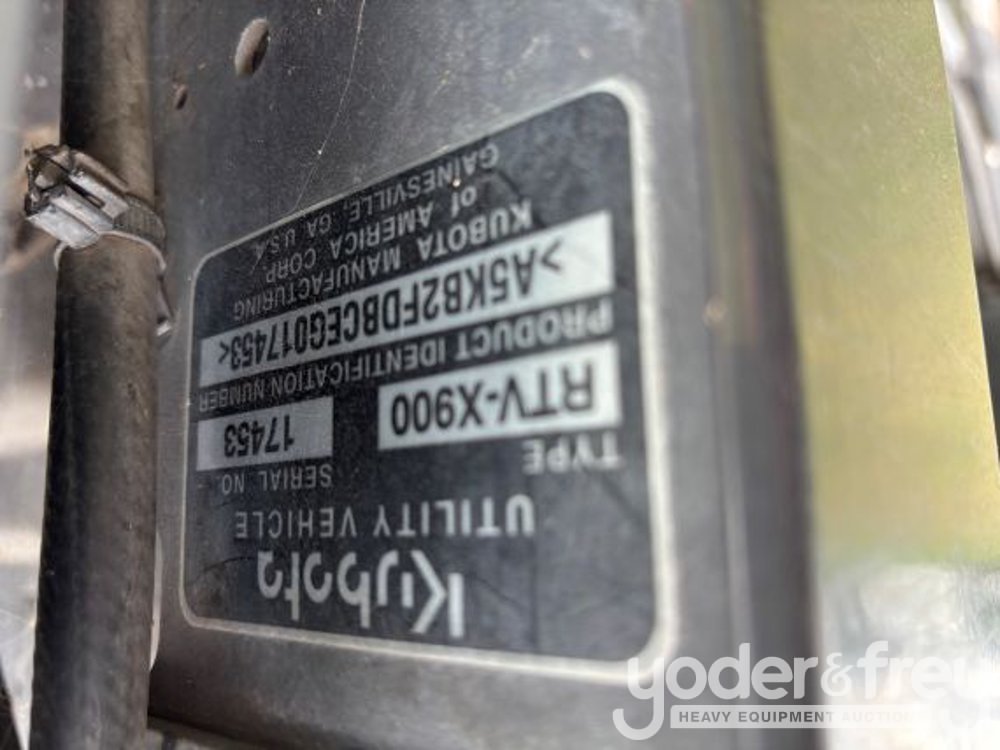 Kubota
UTILITY VEHICLE
TYPE SERIAL NO.
RTV-X900 17453
PRODUCT IDENTIFICATION NUMBER
>A5KB2FDBCEG017453<
KUBOTA MANUFACTURING
of AMERICA CORP.
GAINESVILLE, GA U.S.A.
yoder&frey
HEAVY EQUIPMENT AUCTIONS